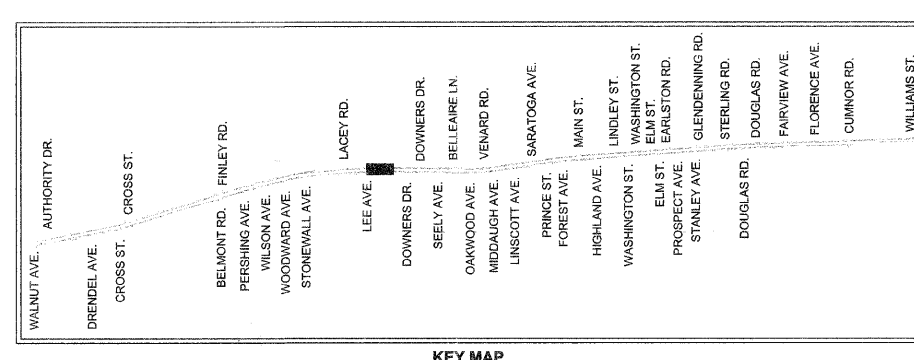 AUTHORITY DR.
CROSS ST.
FINLEY RD.
LACEY RD.
DOWNERS DR.
BELLEAIRE LN.
VENARD RD.
SARATOGA AVE.
MAIN ST.
LINDLEY ST.
WASHINGTON ST.
ELM ST.
EARLSTON RD.
GLENDENNING RD.
STERLING RD.
DOUGLAS RD.
FAIRVIEW AVE.
FLORENCE AVE.
CUMNOR RD.
WILLIAMS ST.
WALNUT AVE.
DRENDEL AVE.
CROSS ST.
BELMONT RD.
PERSHING AVE.
WILSON AVE.
WOODWARD AVE.
STONEWALL AVE.
LEE AVE.
DOWNERS DR.
SEELY AVE.
OAKWOOD AVE.
MIDDAUGH AVE.
LINSCOTT AVE.
PRINCE ST.
FOREST AVE.
HIGHLAND AVE.
WASHINGTON ST.
ELM ST.
PROSPECT AVE.
STANLEY AVE.
DOUGLAS RD.
KEY MAP